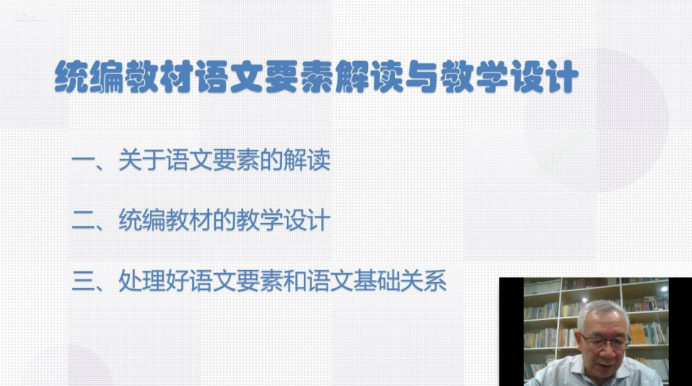 统编教材语文要素解读与教学设计
一、关于语文要素的解读
二、统编教材的教学设计
三、处理好语文要素和语文基础关系